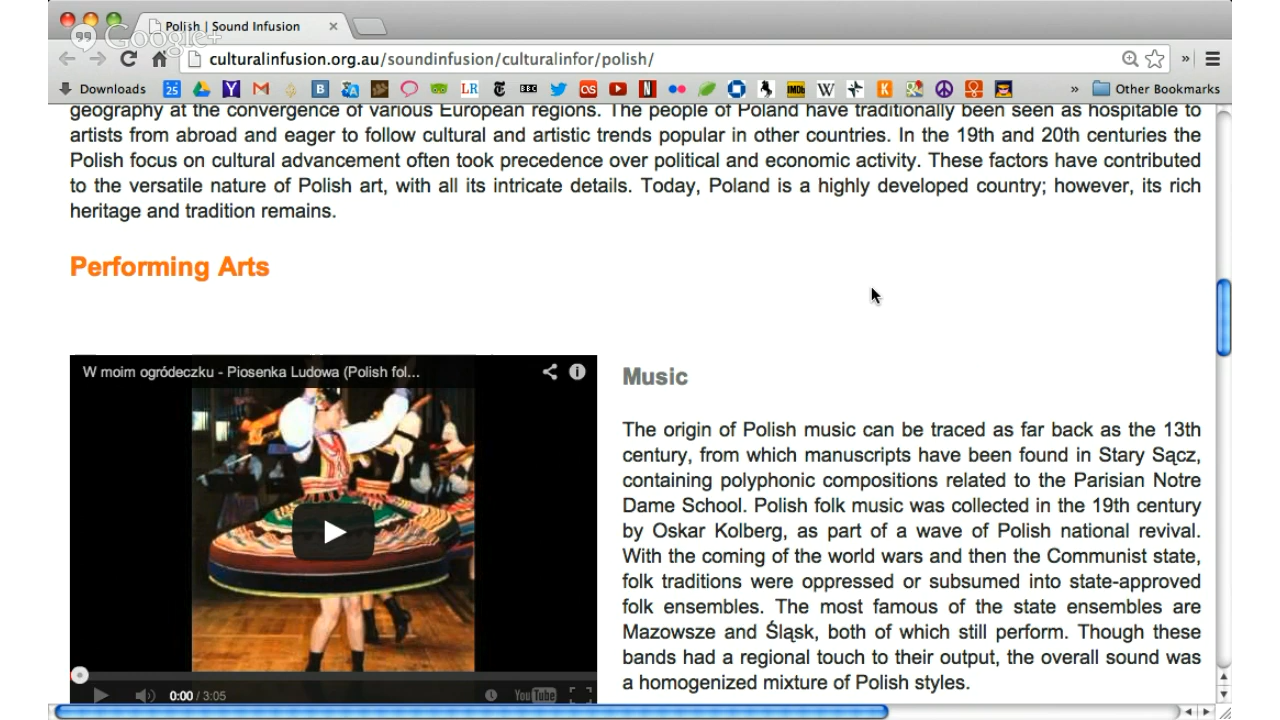 Polish | Sound Infusion
Google+
culturalinfusion.org.au/soundinfusion/culturalinfor/polish/
Downloads
25
Y
M
B
LR
BBC
IMDb
W
K
Other Bookmarks
geography at the convergence of various European regions. The people of Poland have traditionally been seen as hospitable to
artists from abroad and eager to follow cultural and artistic trends popular in other countries. In the 19th and 20th centuries the
Polish focus on cultural advancement often took precedence over political and economic activity. These factors have contributed
to the versatile nature of Polish art, with all its intricate details. Today, Poland is a highly developed country; however, its rich
heritage and tradition remains.
Performing Arts
W moim ogródeczku - Piosenka Ludowa (Polish fol...
0:00 / 3:05
YouTube
Music
The origin of Polish music can be traced as far back as the 13th
century, from which manuscripts have been found in Stary Sącz,
containing polyphonic compositions related to the Parisian Notre
Dame School. Polish folk music was collected in the 19th century
by Oskar Kolberg, as part of a wave of Polish national revival.
With the coming of the world wars and then the Communist state,
folk traditions were oppressed or subsumed into state-approved
folk ensembles. The most famous of the state ensembles are
Mazowsze and Śląsk, both of which still perform. Though these
bands had a regional touch to their output, the overall sound was
a homogenized mixture of Polish styles.